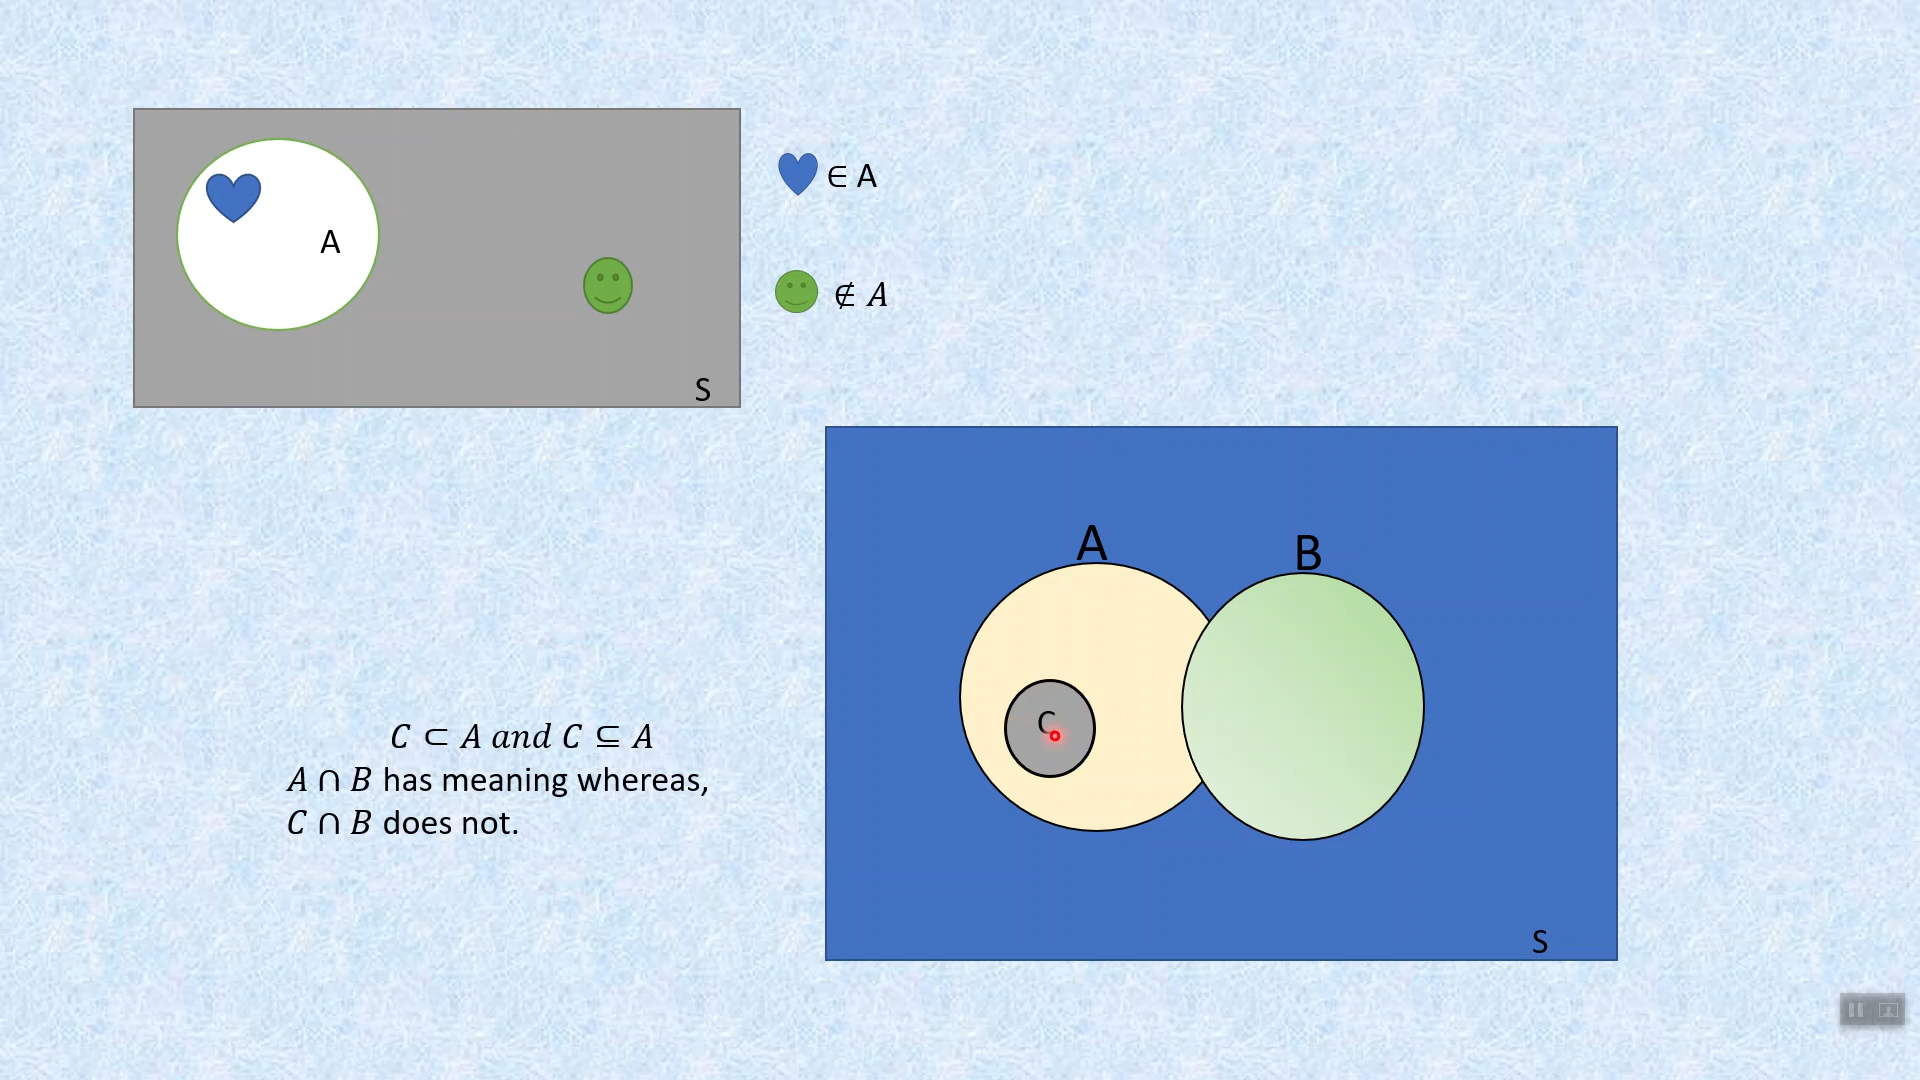 A
S
∈ A
∉ A
A
B
C
S
C ⊂ A and C ⊆ A
A ∩ B has meaning whereas,
C ∩ B does not.